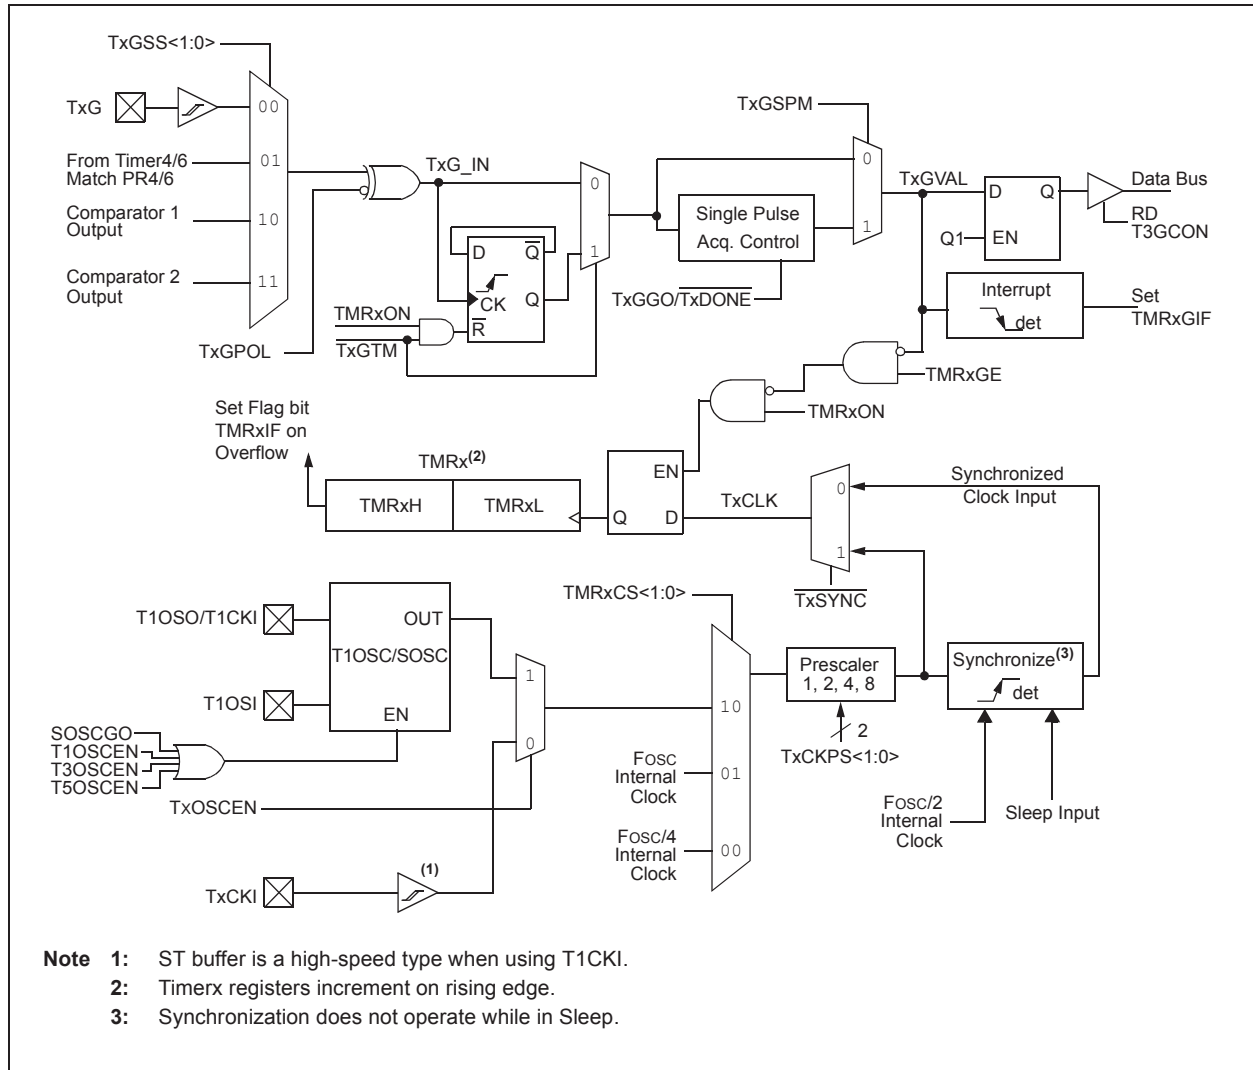 TxGSS<1:0>
TxG
00
From Timer4/6
Match PR4/6
01
Comparator 1
Output
10
Comparator 2
Output
11
TxGPOL
TxG_IN
D
Q
CK
Q
R
TMRxON
TxGTM
0
1
Single Pulse
Acq. Control
TxGGO/TxDONE
TxGSPM
0
1
TxGVAL
D
Q
Q1
EN
Data Bus
RD
T3GCON
Interrupt
det
Set
TMRxGIF
TMRxGE
TMRxON
Set Flag bit
TMRxIF on
Overflow
TMRx(2)
TMRxH
TMRxL
EN
Q
D
TxCLK
0
1
TxSYNC
Synchronized
Clock Input
T1OSO/T1CKI
OUT
T1OSC/SOSC
T1OSI
EN
SOSCGO
T1OSCEN
T3OSCEN
T5OSCEN
TxOSCEN
1
0
TxCKI
(1)
TMRxCS<1:0>
10
FOSC
Internal
Clock
01
FOSC/4
Internal
Clock
00
Prescaler
1, 2, 4, 8
2
TxCKPS<1:0>
Synchronize(3)
det
FOSC/2
Internal
Clock
Sleep Input
Note 1: ST buffer is a high-speed type when using T1CKI.
2: Timerx registers increment on rising edge.
3: Synchronization does not operate while in Sleep.